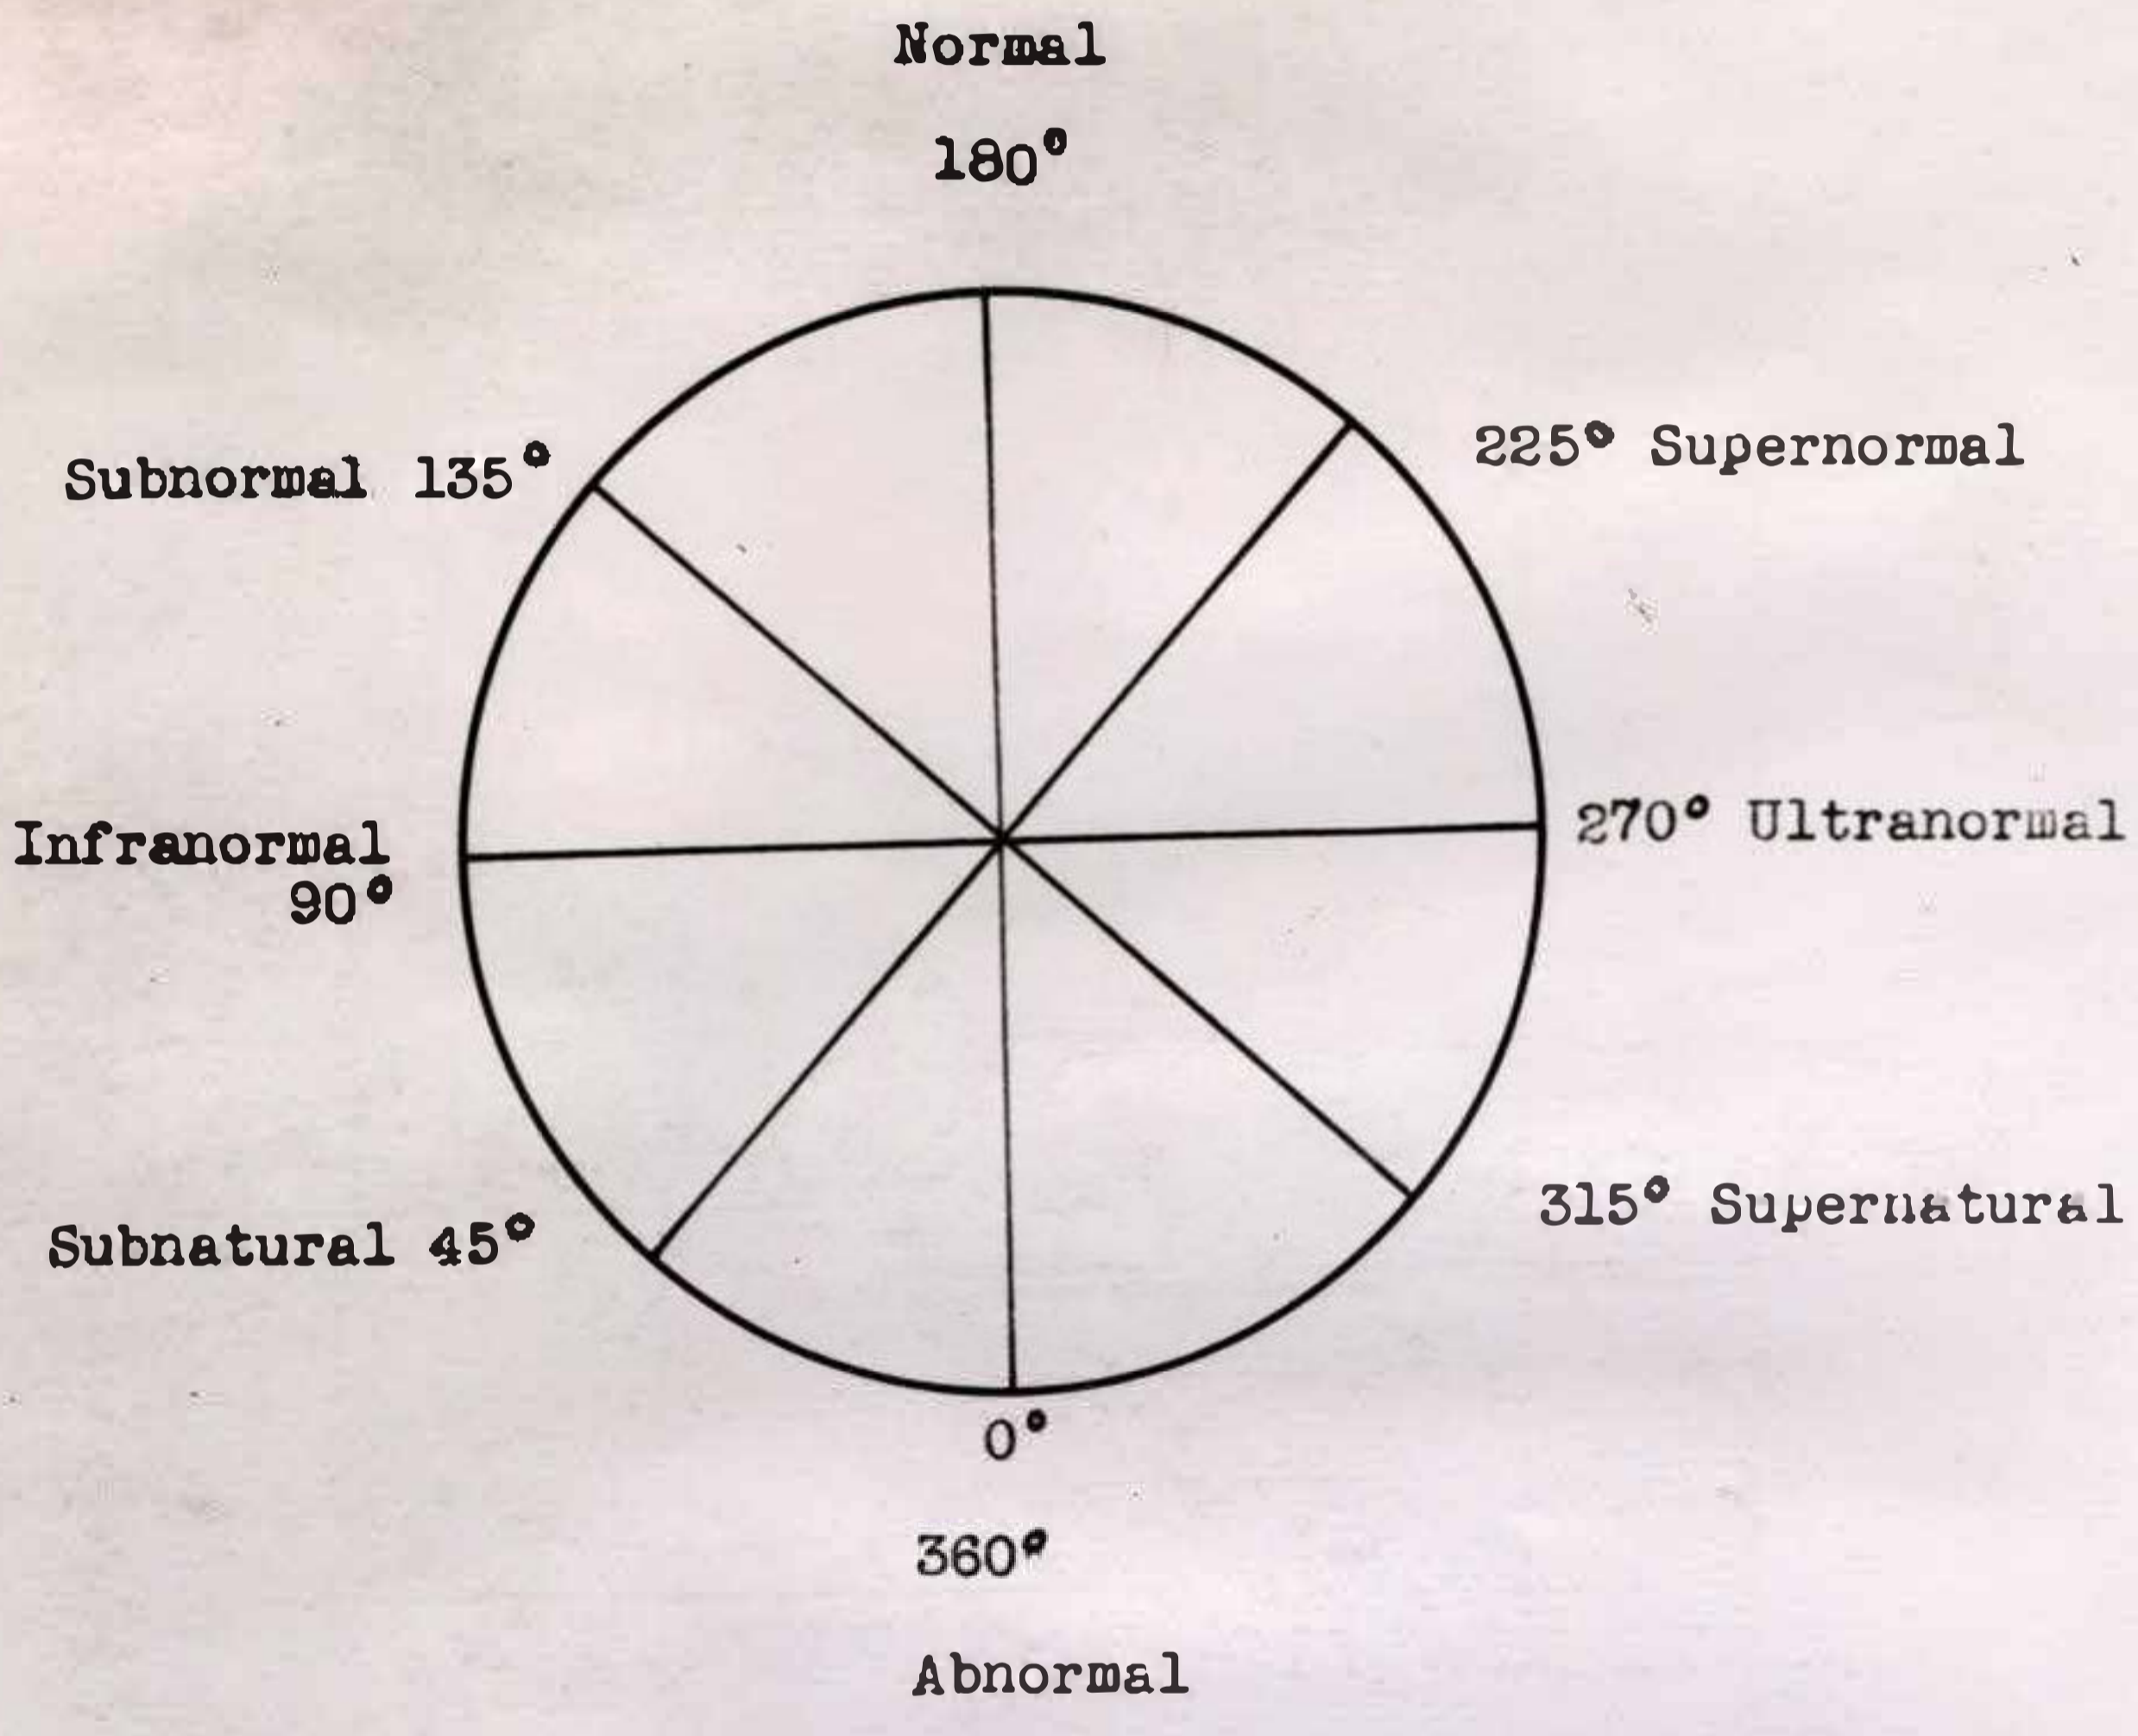 Normal
180°
225° Supernormal
Subnormal 135°
270° Ultranormal
Infranormal
90°
315° Supernatural
Subnatural 45°
0°
360°
Abnormal